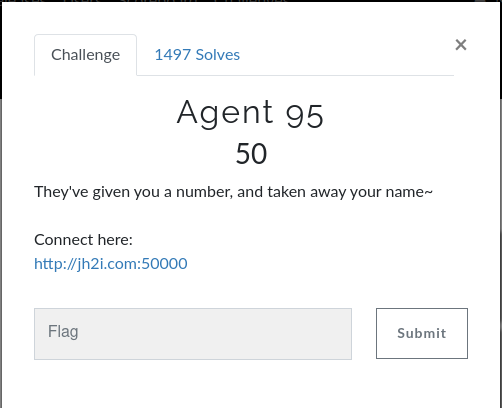 Challenge
1497 Solves
×
Agent 95
50
They've given you a number, and taken away your name~
Connect here:
http://jh2i.com:50000
Flag
Submit